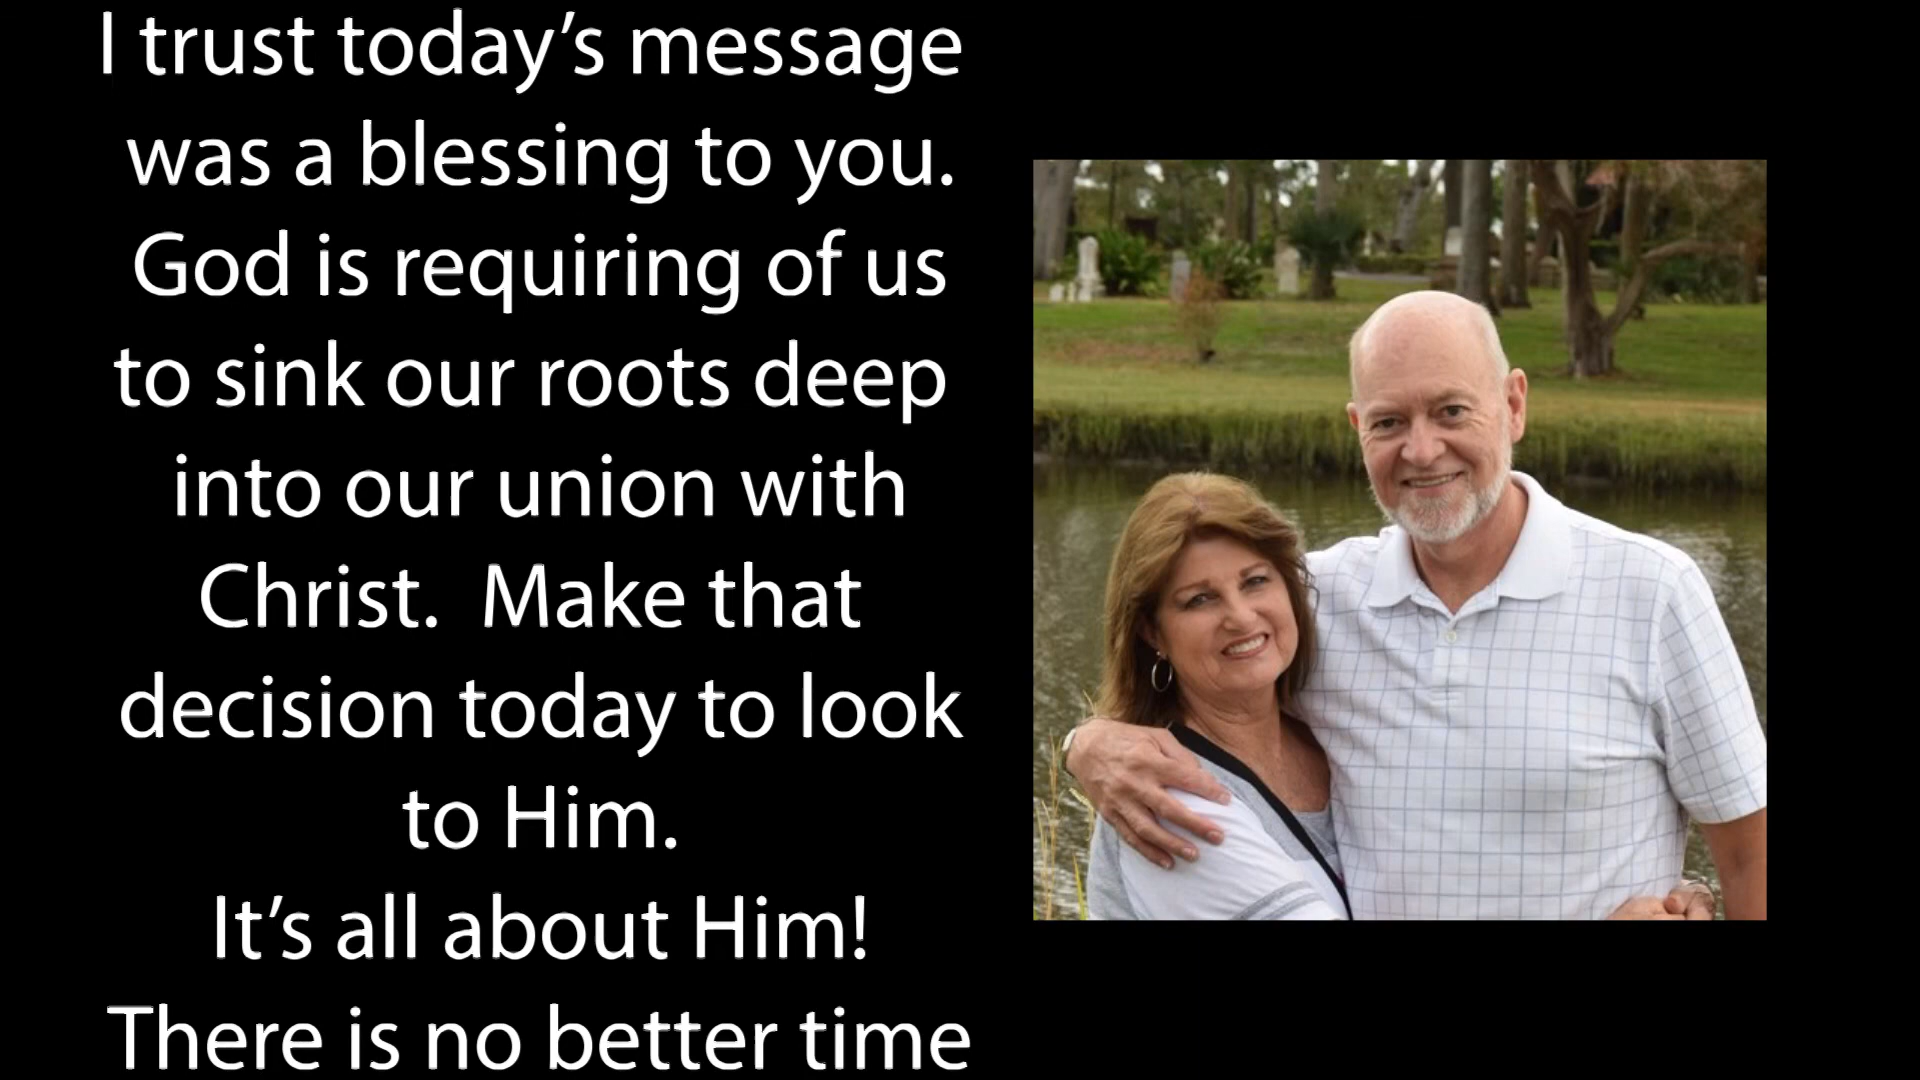 I trust today’s message
was a blessing to you.
God is requiring of us
to sink our roots deep
into our union with
Christ.  Make that
decision today to look
to Him.
It’s all about Him!
There is no better time